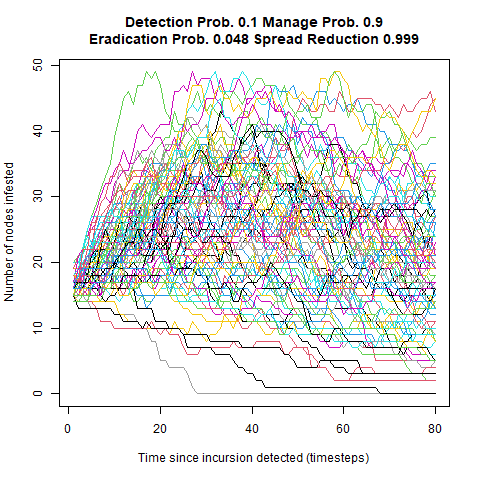 Detection Prob. 0.1 Manage Prob. 0.9
Eradication Prob. 0.048 Spread Reduction 0.999
Number of nodes infested
50
40
30
20
10
0
0 20 40 60 80
Time since incursion detected (timesteps)